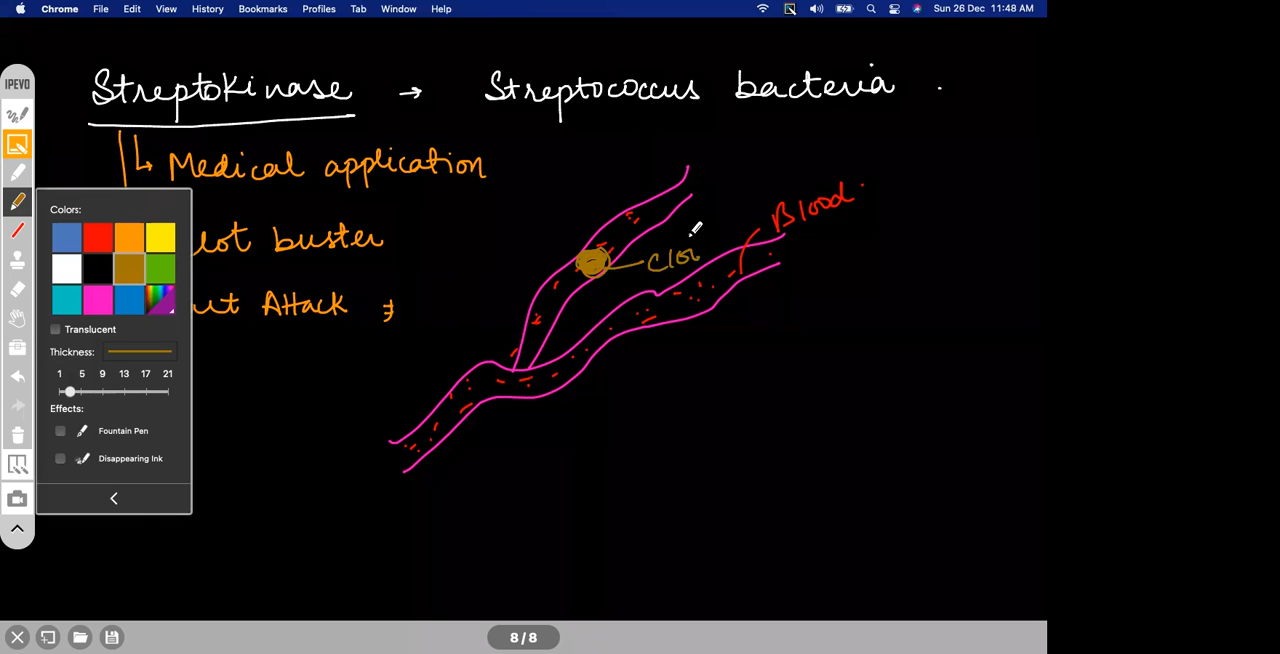 Chrome File Edit View History Bookmarks Profiles Tab Window Help Sun 26 Dec 11:48 AM
IPEVO
Streptokinase → Streptococcus bacteria .
Medical application
Blood
Colors:
lot buster
Clot
Attack
Translucent
Thickness:
1 5 9 13 17 21
Effects:
Fountain Pen
Disappearing Ink
8/8